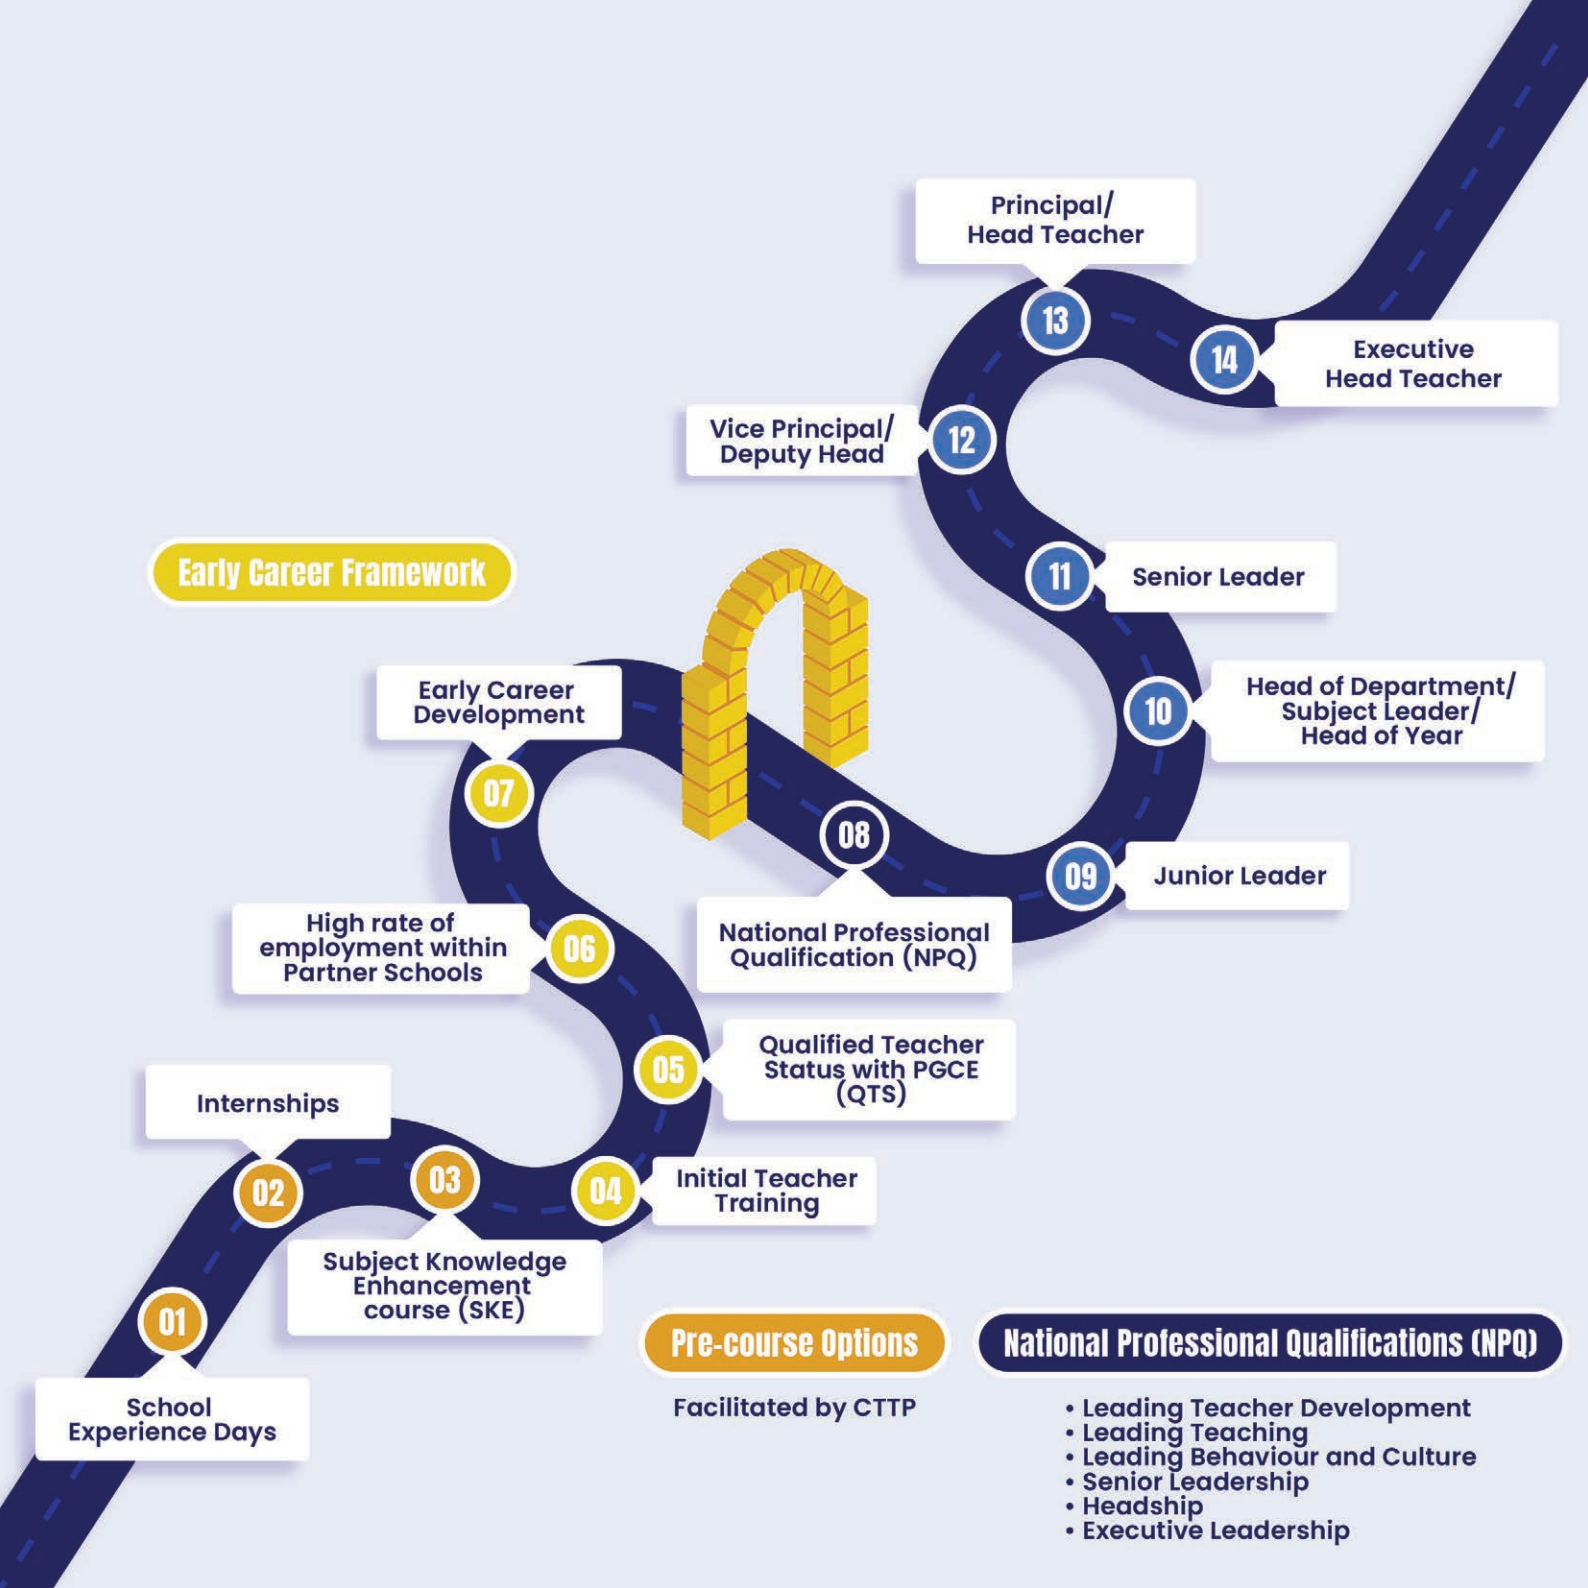 01
School
Experience Days
02
Internships
03
Subject Knowledge
Enhancement
course (SKE)
04
Initial Teacher
Training
05
Qualified Teacher
Status with PGCE
(QTS)
06
High rate of
employment within
Partner Schools
07
Early Career
Development
Early Career Framework
08
National Professional
Qualification (NPQ)
09
Junior Leader
10
Head of Department/
Subject Leader/
Head of Year
11
Senior Leader
12
Vice Principal/
Deputy Head
13
Principal/
Head Teacher
14
Executive
Head Teacher
Pre-course Options
Facilitated by CTTP
National Professional Qualifications (NPQ)
• Leading Teacher Development
• Leading Teaching
• Leading Behaviour and Culture
• Senior Leadership
• Headship
• Executive Leadership